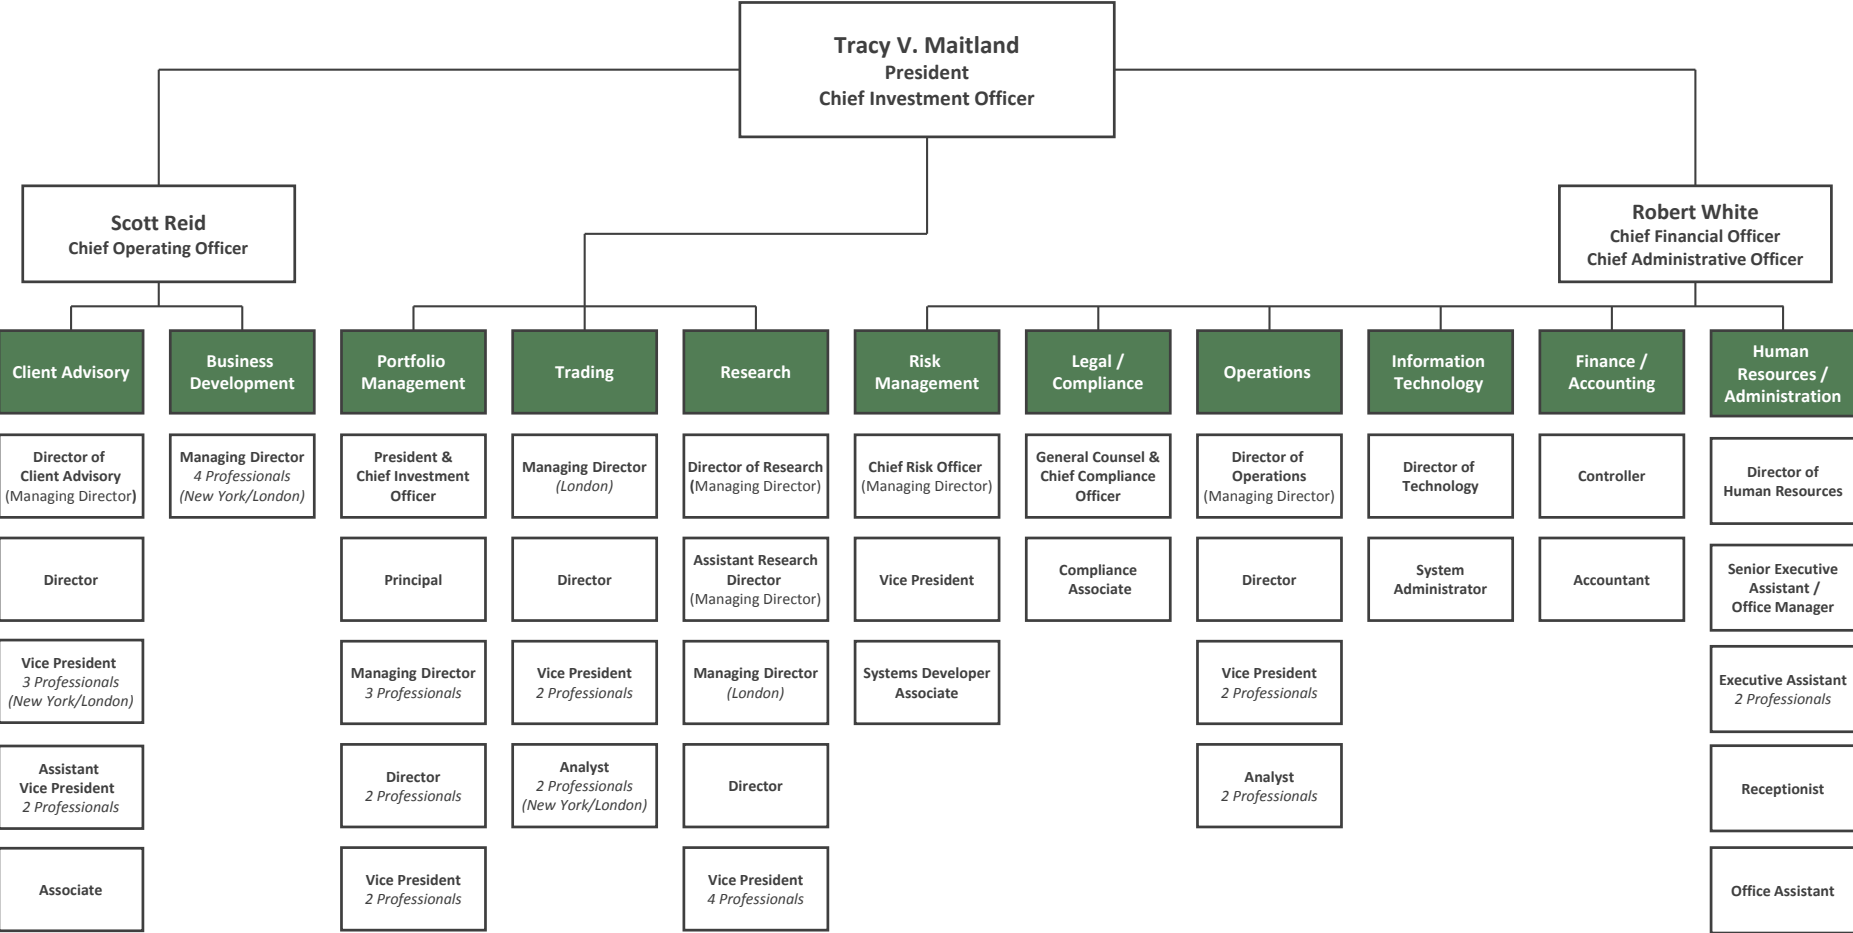 Tracy V. Maitland
President
Chief Investment Officer
Scott Reid
Chief Operating Officer
Robert White
Chief Financial Officer
Chief Administrative Officer
Client Advisory
Business
Development
Portfolio
Management
Trading
Research
Risk
Management
Legal /
Compliance
Operations
Information
Technology
Finance /
Accounting
Human
Resources /
Administration
Director of
Client Advisory
(Managing Director)
Managing Director
4 Professionals
(New York/London)
President &
Chief Investment
Officer
Managing Director
(London)
Director of Research
(Managing Director)
Chief Risk Officer
(Managing Director)
General Counsel &
Chief Compliance
Officer
Director of
Operations
(Managing Director)
Director of
Technology
Controller
Director of
Human Resources
Director
Principal
Director
Assistant Research
Director
(Managing Director)
Vice President
Compliance
Associate
Director
System
Administrator
Accountant
Senior Executive
Assistant /
Office Manager
Vice President
3 Professionals
(New York/London)
Managing Director
3 Professionals
Vice President
2 Professionals
Managing Director
(London)
Systems Developer
Associate
Vice President
2 Professionals
Executive Assistant
2 Professionals
Assistant
Vice President
2 Professionals
Director
2 Professionals
Analyst
2 Professionals
(New York/London)
Director
Analyst
2 Professionals
Receptionist
Associate
Vice President
2 Professionals
Vice President
4 Professionals
Office Assistant